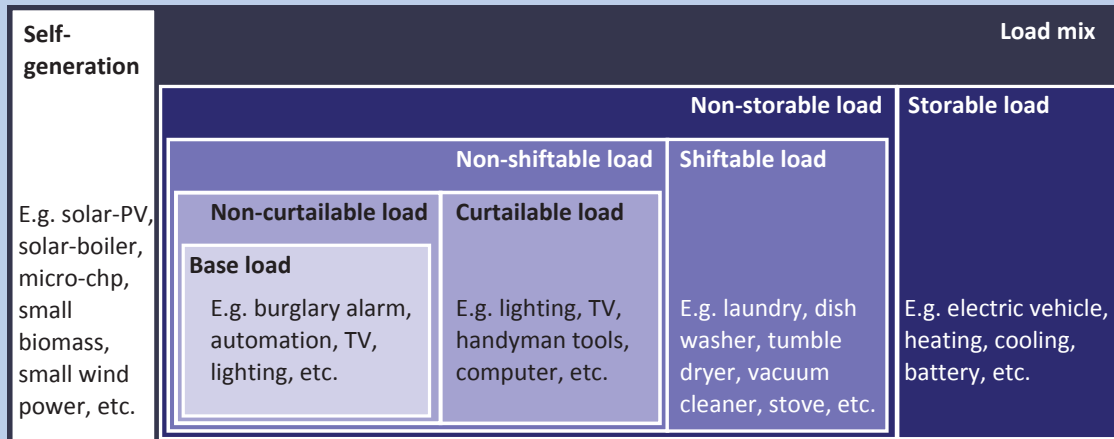 Self-
generation
Load mix
Non-storable load
Storable load
Non-shiftable load
Shiftable load
Non-curtailable load
Curtailable load
Base load
E.g. solar-PV,
solar-boiler,
micro-chp,
small
biomass,
small wind
power, etc.
E.g. burglary alarm,
automation, TV,
lighting, etc.
E.g. lighting, TV,
handyman tools,
computer, etc.
E.g. laundry, dish
washer, tumble
dryer, vacuum
cleaner, stove, etc.
E.g. electric vehicle,
heating, cooling,
battery, etc.